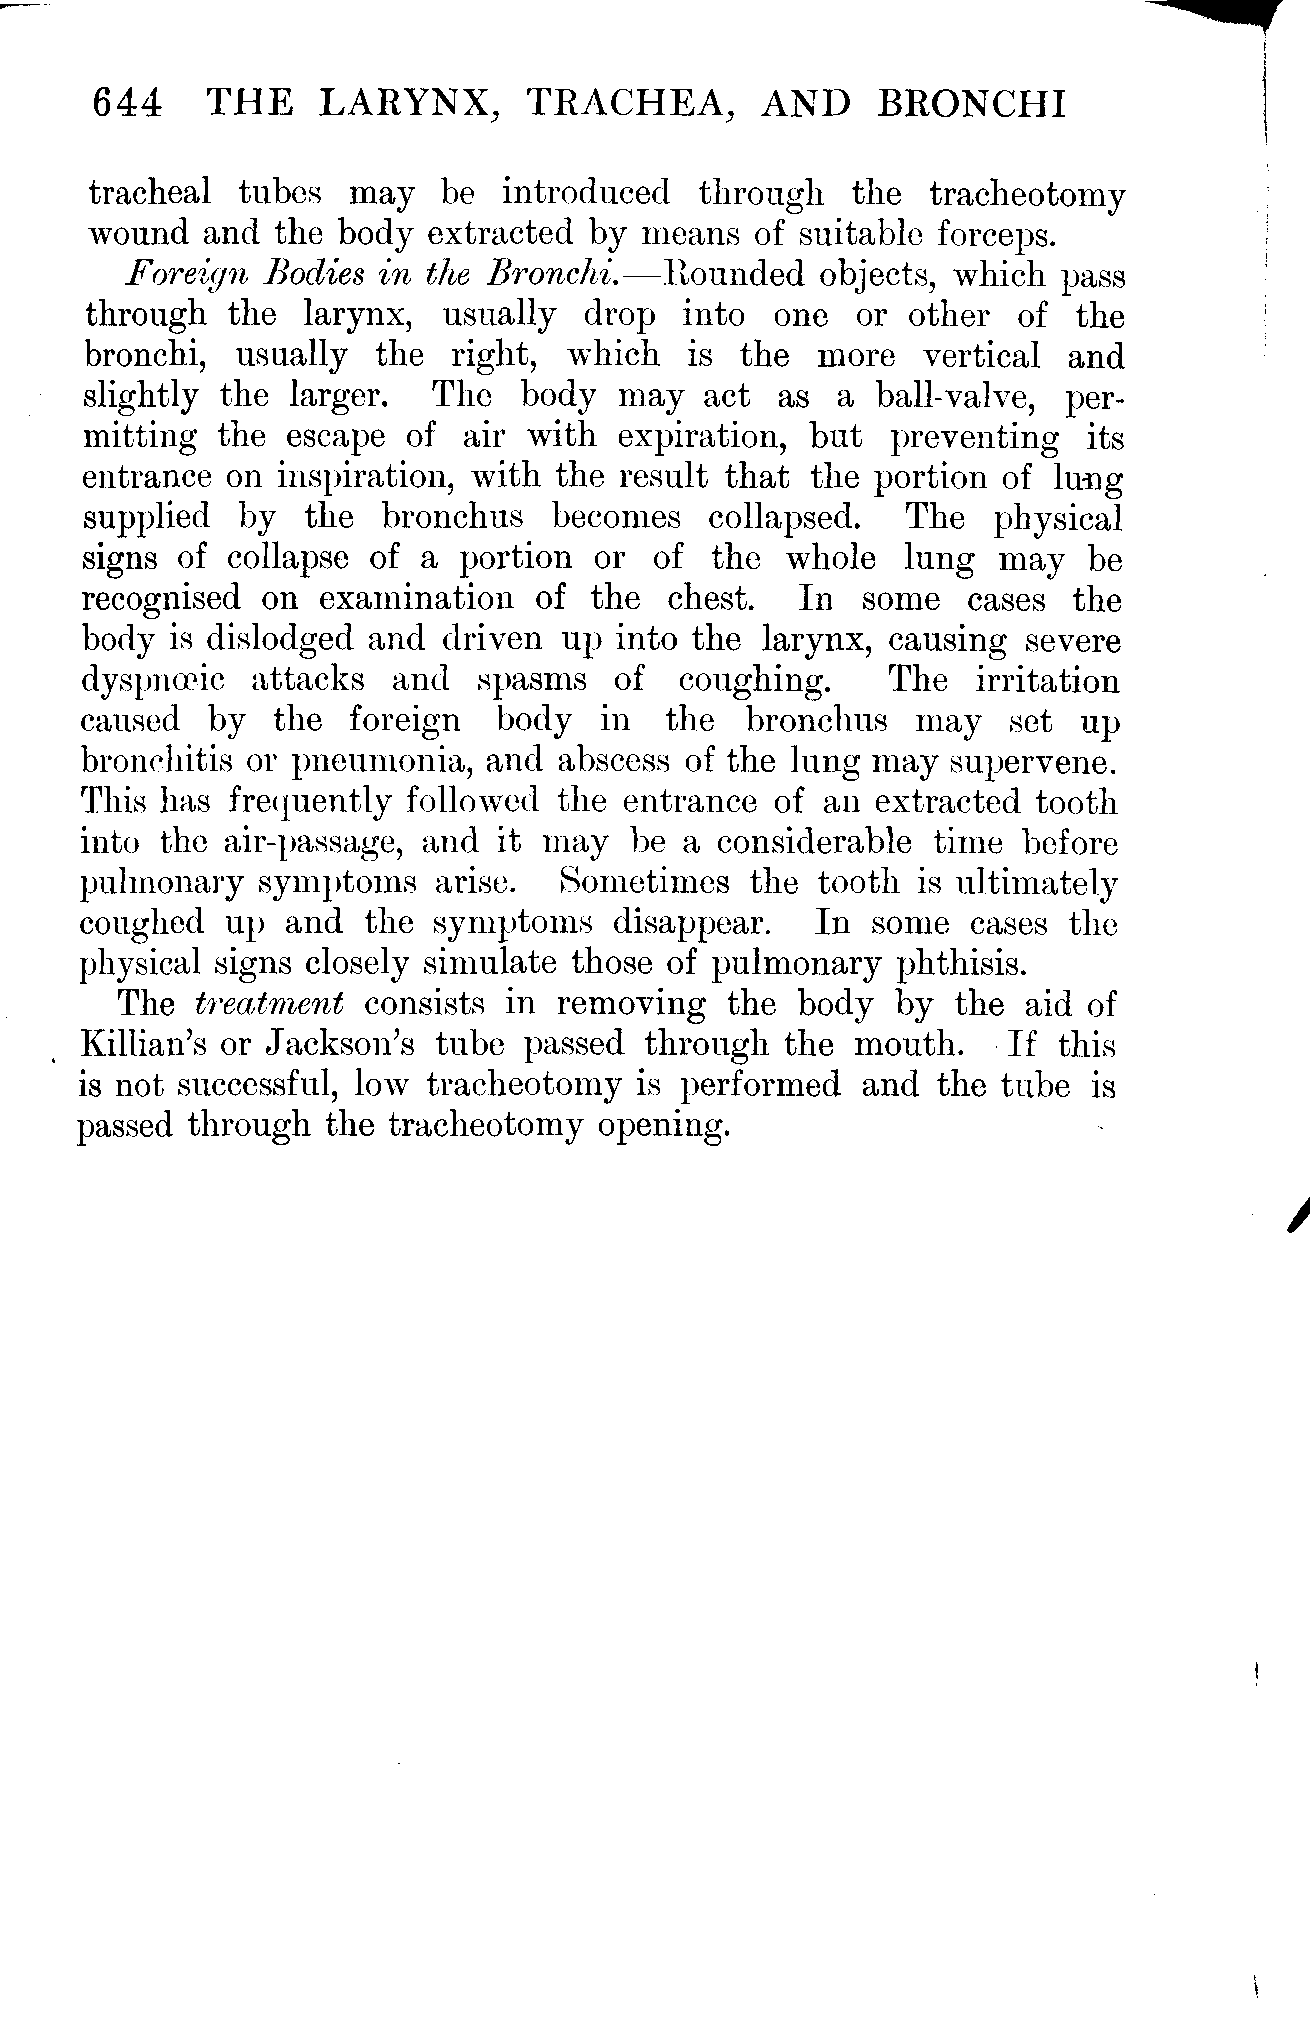 644 THE LARYNX, TRACHEA, AND BRONCHI
tracheal tubes may be introduced through the tracheotomy
wound and the body extracted by means of suitable forceps.
Foreign Bodies in the Bronchi.—Rounded objects, which pass
through the larynx, usually drop into one or other of the
bronchi, usually the right, which is the more vertical and
slightly the larger. The body may act as a ball-valve, per-
mitting the escape of air with expiration, but preventing its
entrance on inspiration, with the result that the portion of lung
supplied by the bronchus becomes collapsed. The physical
signs of collapse of a portion or of the whole lung may be
recognised on examination of the chest. In some cases the
body is dislodged and driven up into the larynx, causing severe
dyspnœic attacks and spasms of coughing. The irritation
caused by the foreign body in the bronchus may set up
bronchitis or pneumonia, and abscess of the lung may supervene.
This has frequently followed the entrance of an extracted tooth
into the air-passage, and it may be a considerable time before
pulmonary symptoms arise. Sometimes the tooth is ultimately
coughed up and the symptoms disappear. In some cases the
physical signs closely simulate those of pulmonary phthisis.
The treatment consists in removing the body by the aid of
Killian's or Jackson's tube passed through the mouth. If this
is not successful, low tracheotomy is performed and the tube is
passed through the tracheotomy opening.